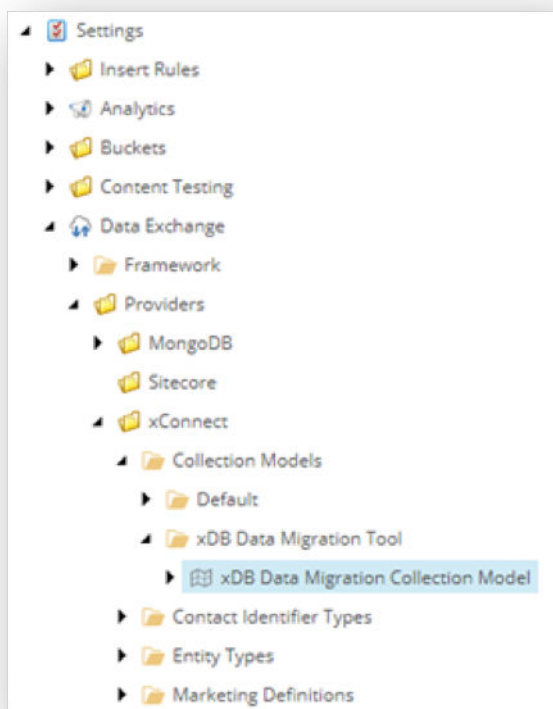 Settings
Insert Rules
Analytics
Buckets
Content Testing
Data Exchange
Framework
Providers
MongoDB
Sitecore
xConnect
Collection Models
Default
xDB Data Migration Tool
xDB Data Migration Collection Model
Contact Identifier Types
Entity Types
Marketing Definitions